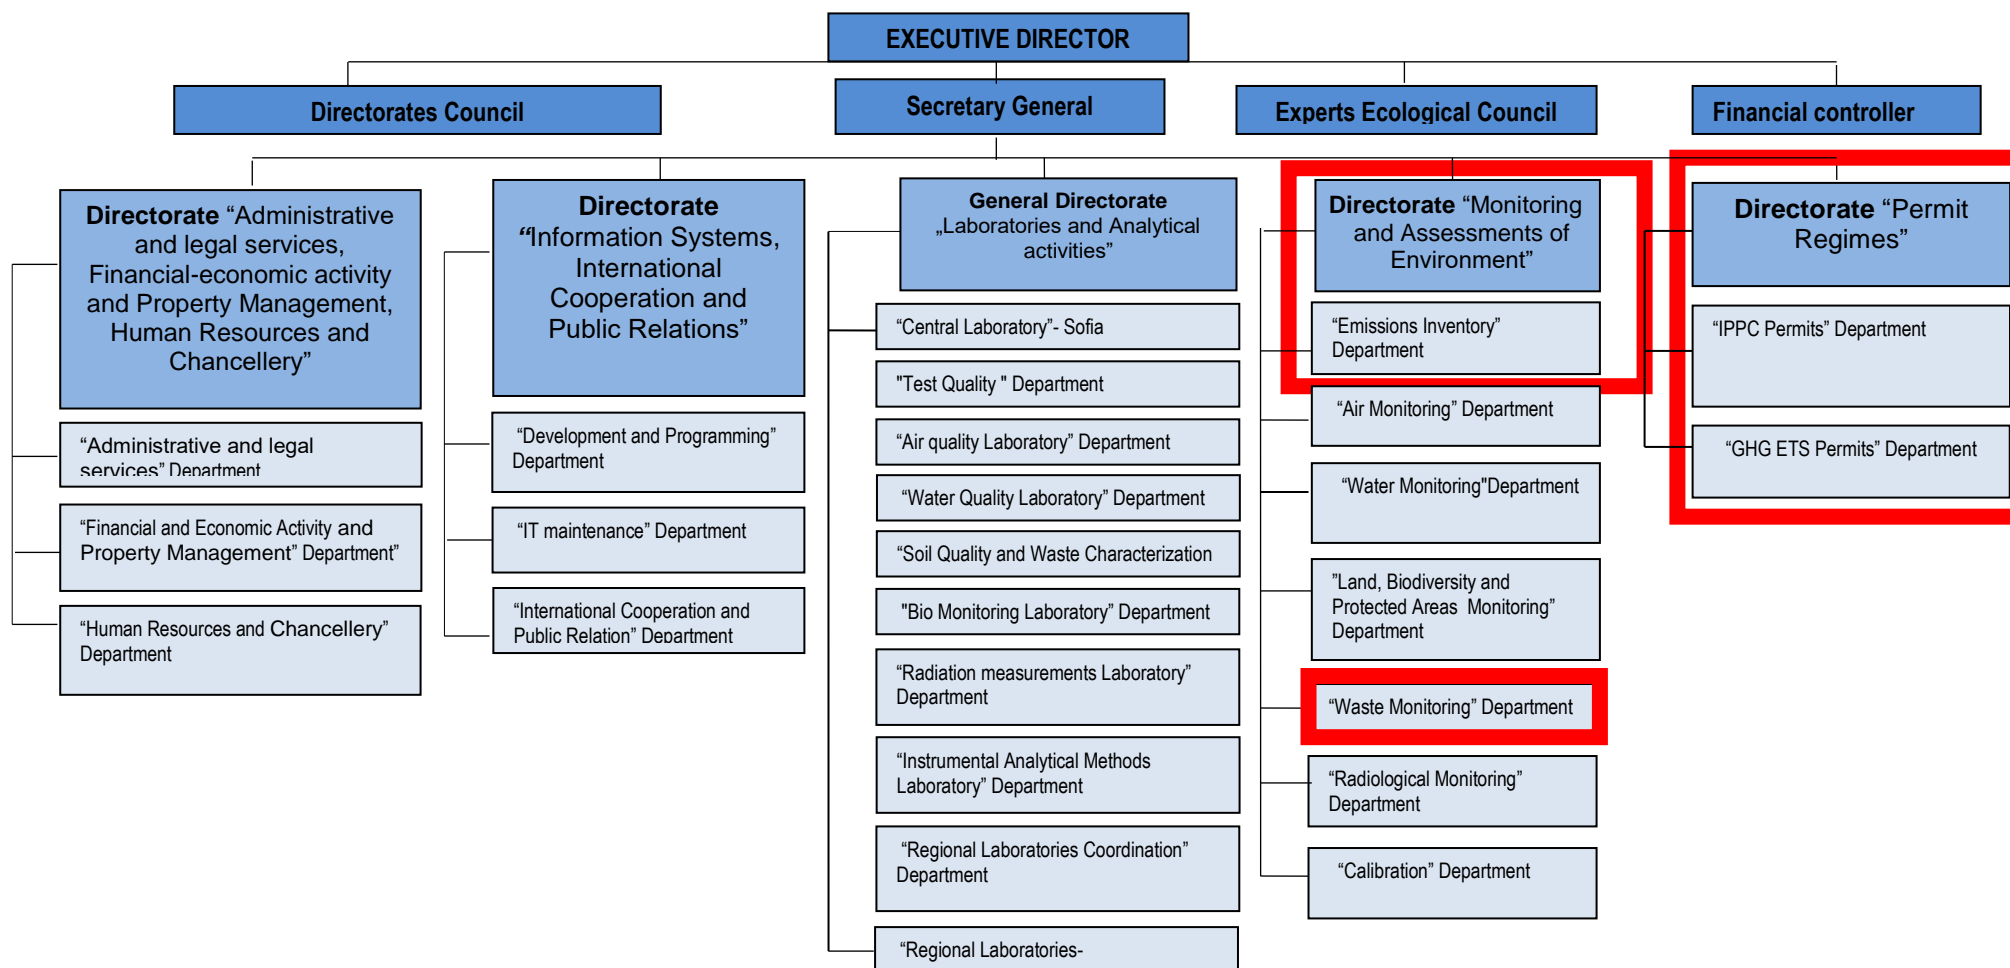 EXECUTIVE DIRECTOR
Directorates Council
Secretary General
Experts Ecological Council
Financial controller
Directorate “Administrative
and legal services,
Financial-economic activity
and Property Management,
Human Resources and
Chancellery”
“Administrative and legal
services” Department
“Financial and Economic Activity and
Property Management” Department”
“Human Resources and Chancellery”
Department
Directorate
“Information Systems,
International
Cooperation and
Public Relations”
“Development and Programming”
Department
“IT maintenance” Department
“International Cooperation and
Public Relation” Department
General Directorate
„Laboratories and Analytical
activities”
“Central Laboratory”- Sofia
"Test Quality " Department
“Air quality Laboratory” Department
“Water Quality Laboratory” Department
“Soil Quality and Waste Characterization
"Bio Monitoring Laboratory” Department
“Radiation measurements Laboratory”
Department
“Instrumental Analytical Methods
Laboratory” Department
“Regional Laboratories Coordination”
Department
“Regional Laboratories-
Directorate “Monitoring
and Assessments of
Environment”
“Emissions Inventory”
Department
“Air Monitoring” Department
“Water Monitoring"Department
”Land, Biodiversity and
Protected Areas Monitoring”
Department
“Waste Monitoring” Department
“Radiological Monitoring”
Department
“Calibration” Department
Directorate “Permit
Regimes”
“IPPC Permits” Department
“GHG ETS Permits” Department